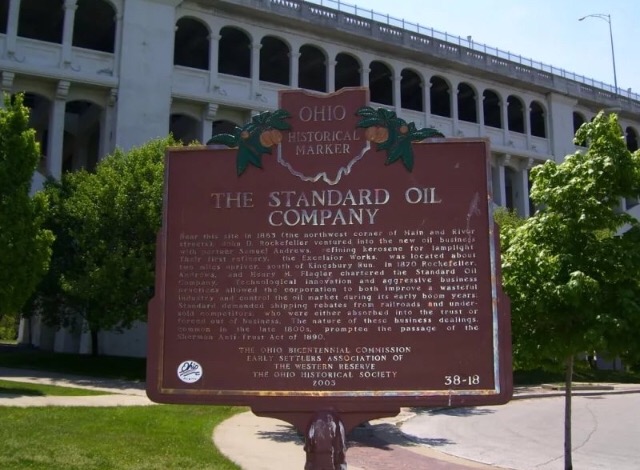 OHIO
HISTORICAL
MARKER
THE STANDARD OIL
COMPANY
Near this site in 1863 (the northwest corner of Main and River
streets), John D. Rockefeller ventured into the new oil business
with partner Samuel Andrews, refining kerosene for lamplight.
Their first refinery, the Excelsior Works, was located about
two miles upriver, south of Kingsbury Run. In 1870 Rockefeller,
Andrews, and Henry M. Flagler chartered the Standard Oil
Company. Technological innovation and aggressive business
practices allowed the corporation to both improve a wasteful
industry and control the oil market during its early boom years.
Standard demanded shipping rebates from railroads and under-
sold competitors who were either absorbed into the trust or
forced out of business. The nature of these business dealings,
common in the late 1800s, prompted the passage of the
Sherman Anti-Trust Act of 1890.
THE OHIO BICENTENNIAL COMMISSION
EARLY SETTLERS ASSOCIATION OF
THE WESTERN RESERVE
THE OHIO HISTORICAL SOCIETY
2003
38-18
Ohio